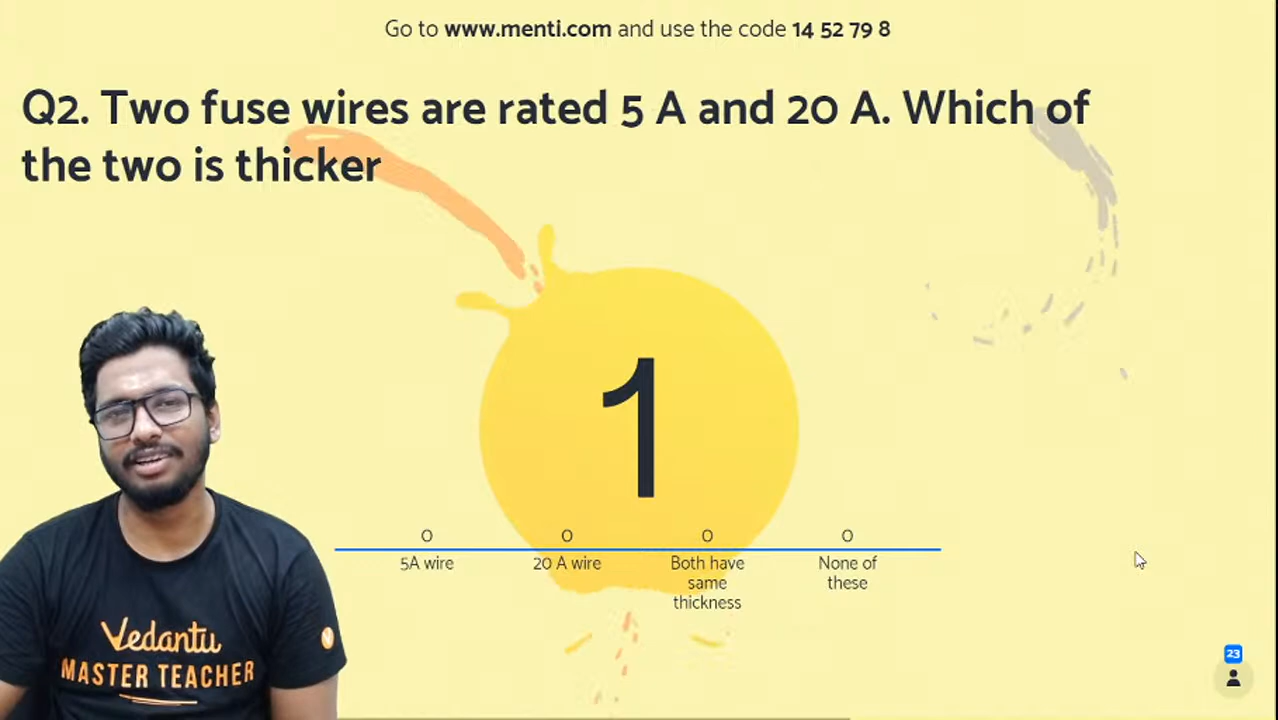 Go to www.menti.com and use the code 14 52 79 8
Q2. Two fuse wires are rated 5 A and 20 A. Which of
the two is thicker
1
0 0 0 0
5A wire 20 A wire Both have same thickness None of these
Vedantu
MASTER TEACHER
V
23